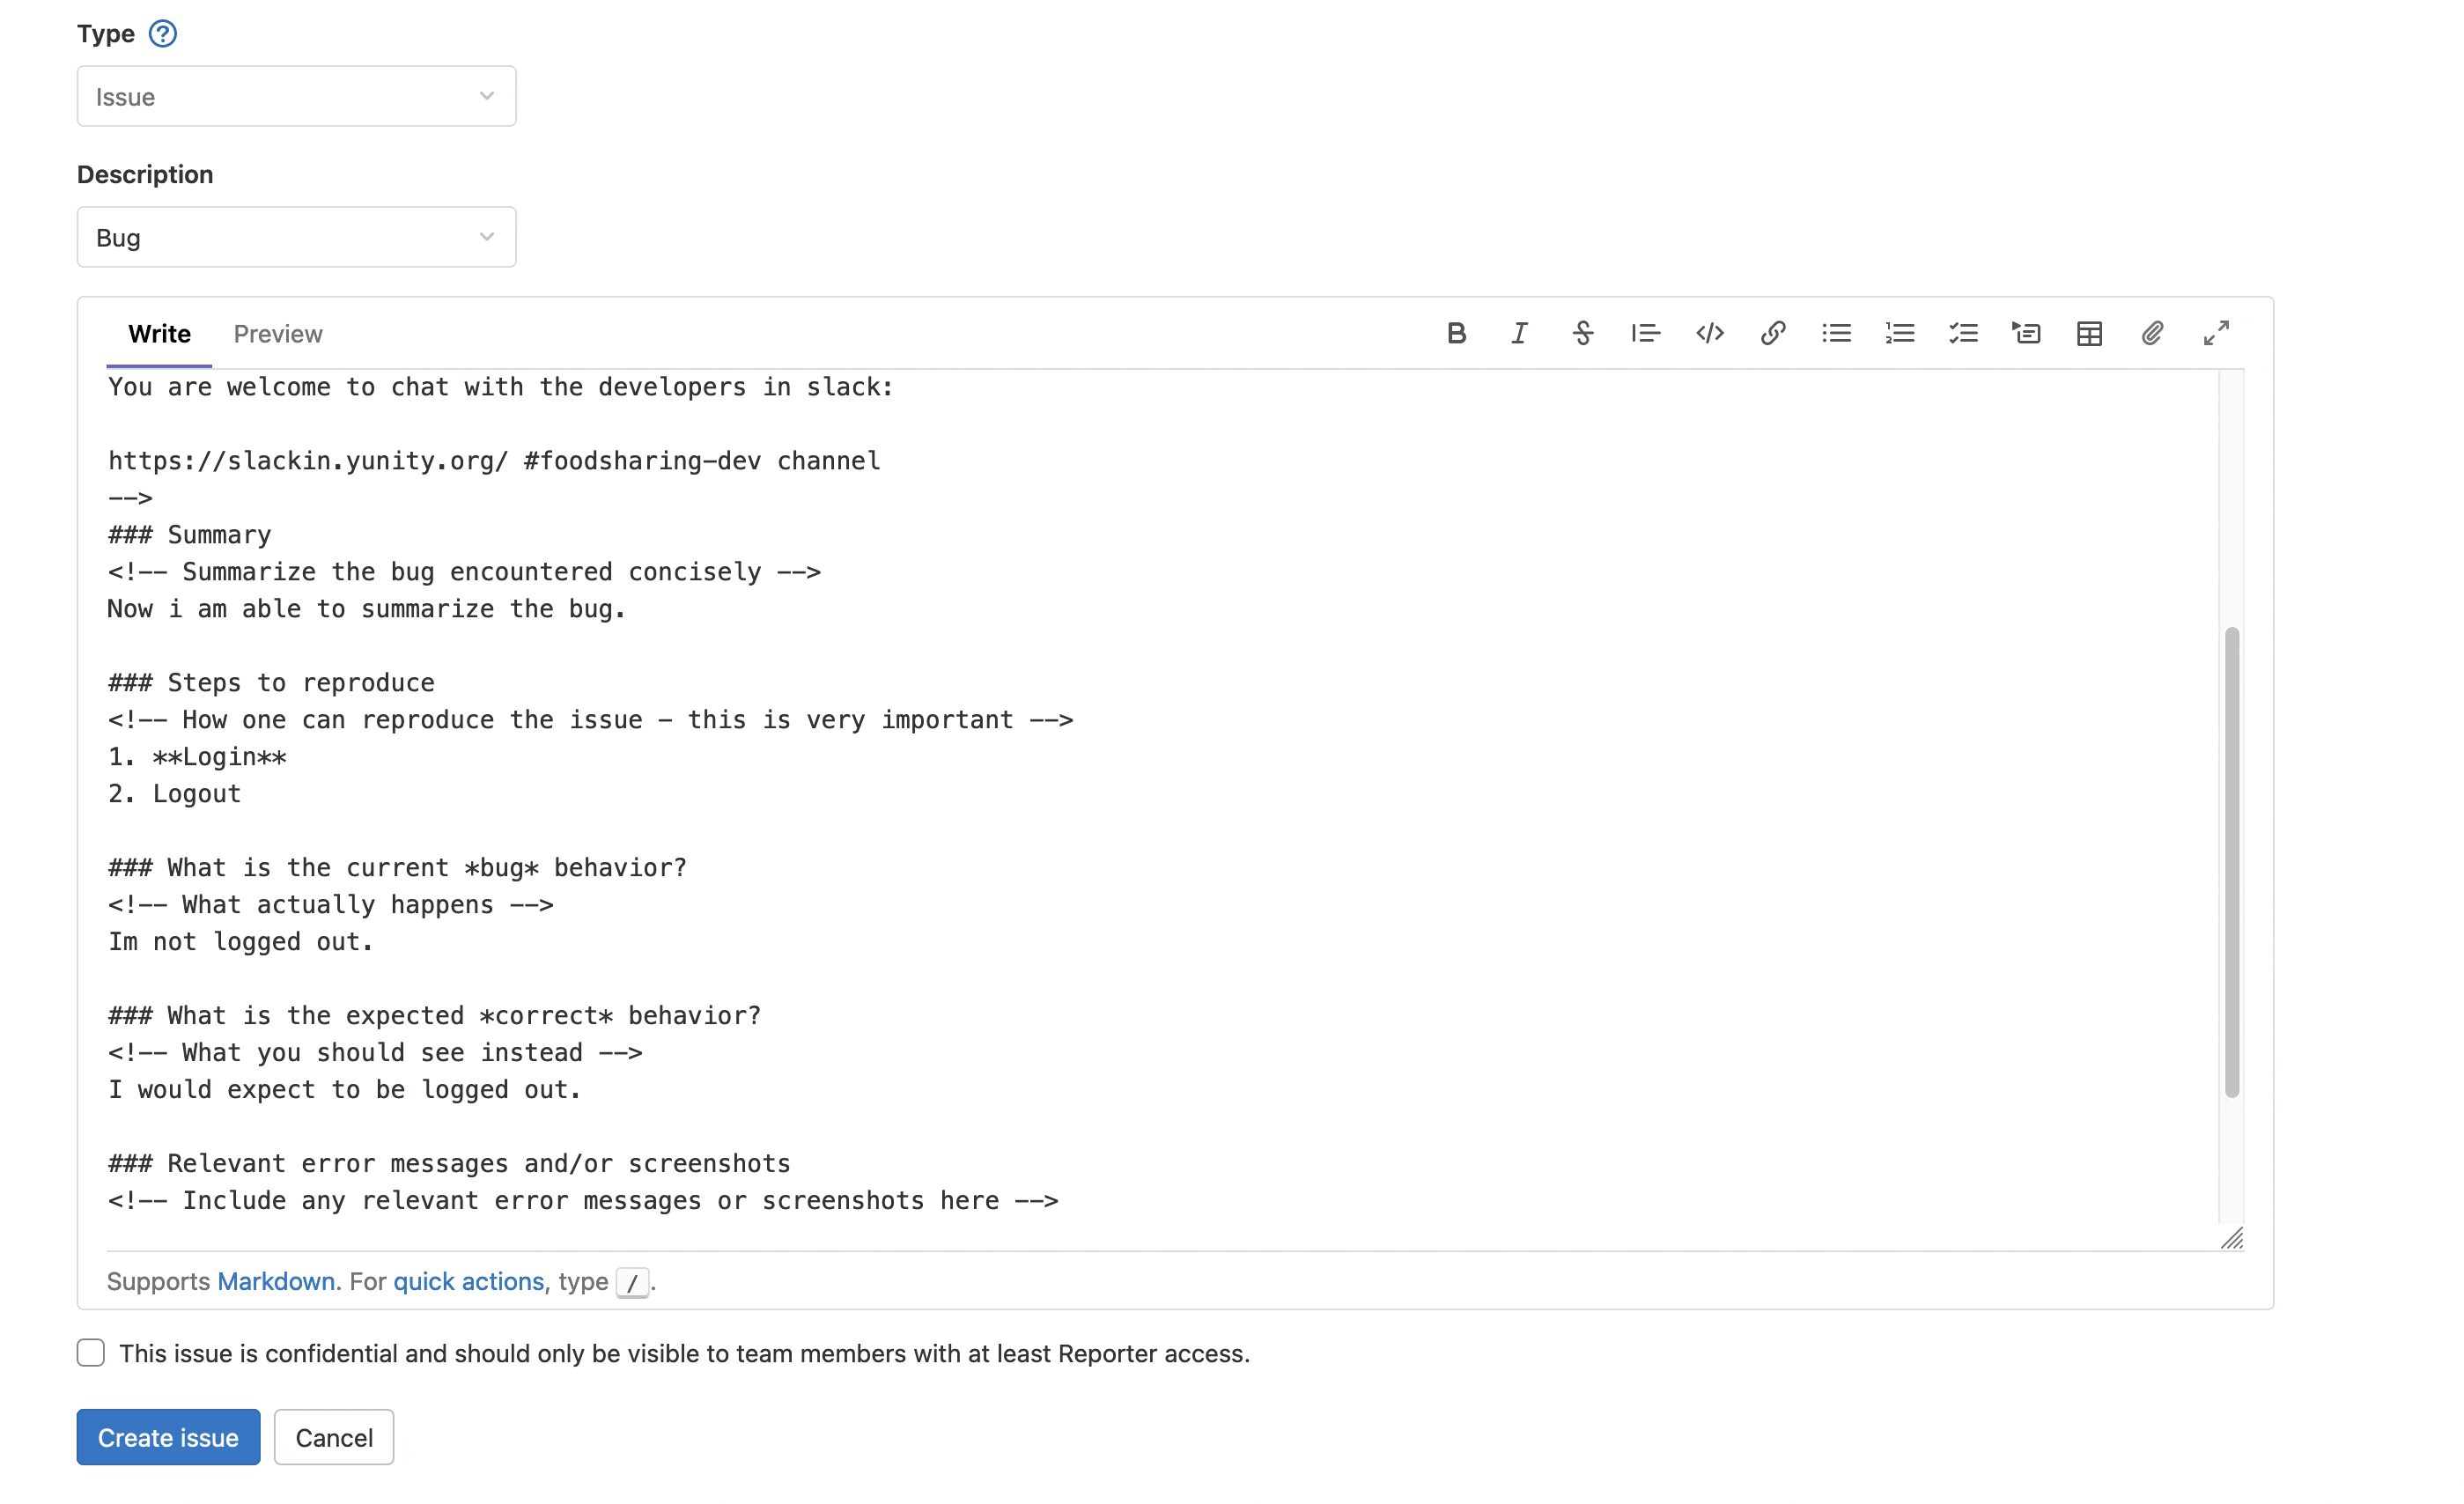 Type
Issue
Description
Bug
Write Preview
You are welcome to chat with the developers in slack:
https://slackin.yunity.org/ #foodsharing-dev channel
-->
### Summary
<!-- Summarize the bug encountered concisely -->
Now i am able to summarize the bug.
### Steps to reproduce
<!-- How one can reproduce the issue - this is very important -->
1. **Login**
2. Logout
### What is the current *bug* behavior?
<!-- What actually happens -->
Im not logged out.
### What is the expected *correct* behavior?
<!-- What you should see instead -->
I would expect to be logged out.
### Relevant error messages and/or screenshots
<!-- Include any relevant error messages or screenshots here -->
Supports Markdown. For quick actions, type /.
This issue is confidential and should only be visible to team members with at least Reporter access.
Create issue Cancel